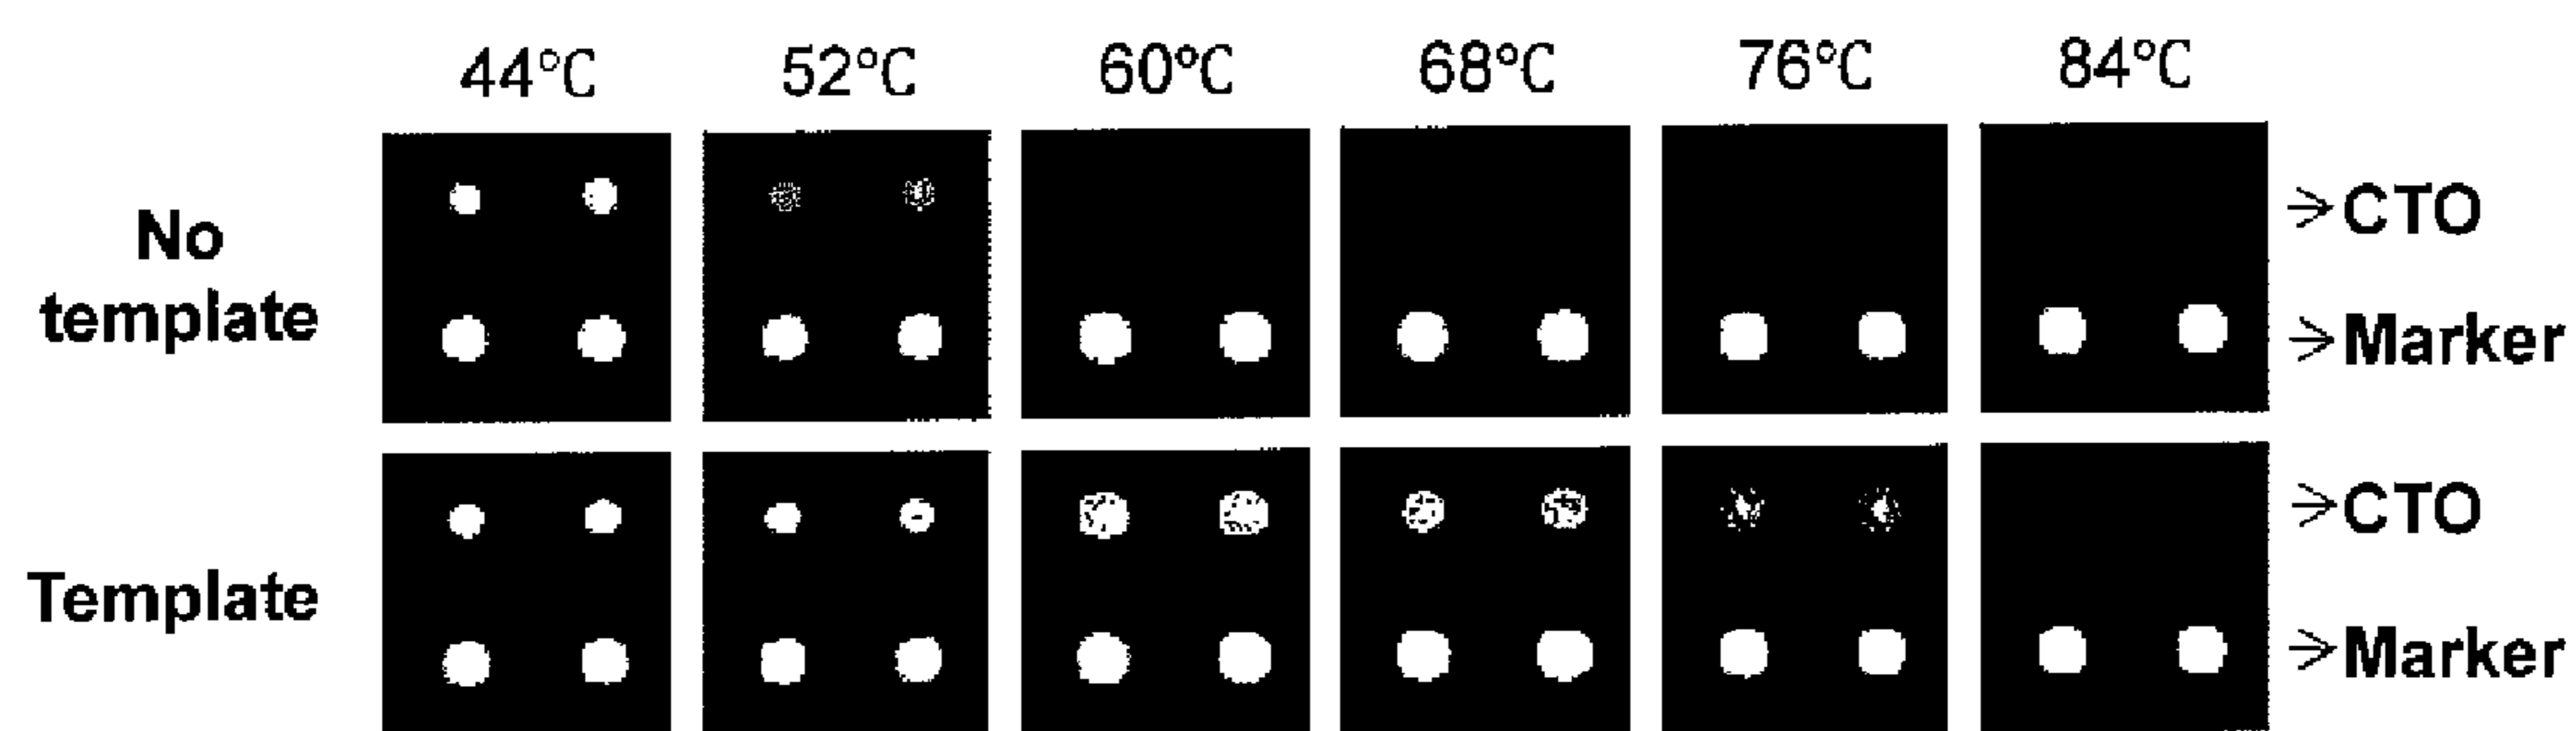 44°C 52°C 60°C 68°C 76°C 84°C
No
template
→CTO
→Marker
Template
→CTO
→Marker